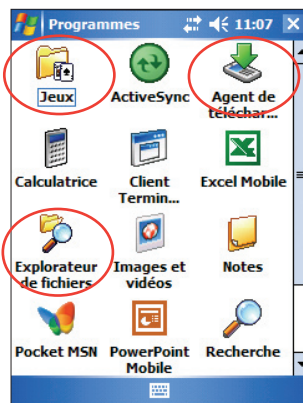 Programmes 11:07
Jeux ActiveSync Agent de
téléchar...
Calculatrice Client Excel Mobile
Termin...
Explorateur Images et Notes
de fichiers vidéos
Pocket MSN PowerPoint Recherche
Mobile